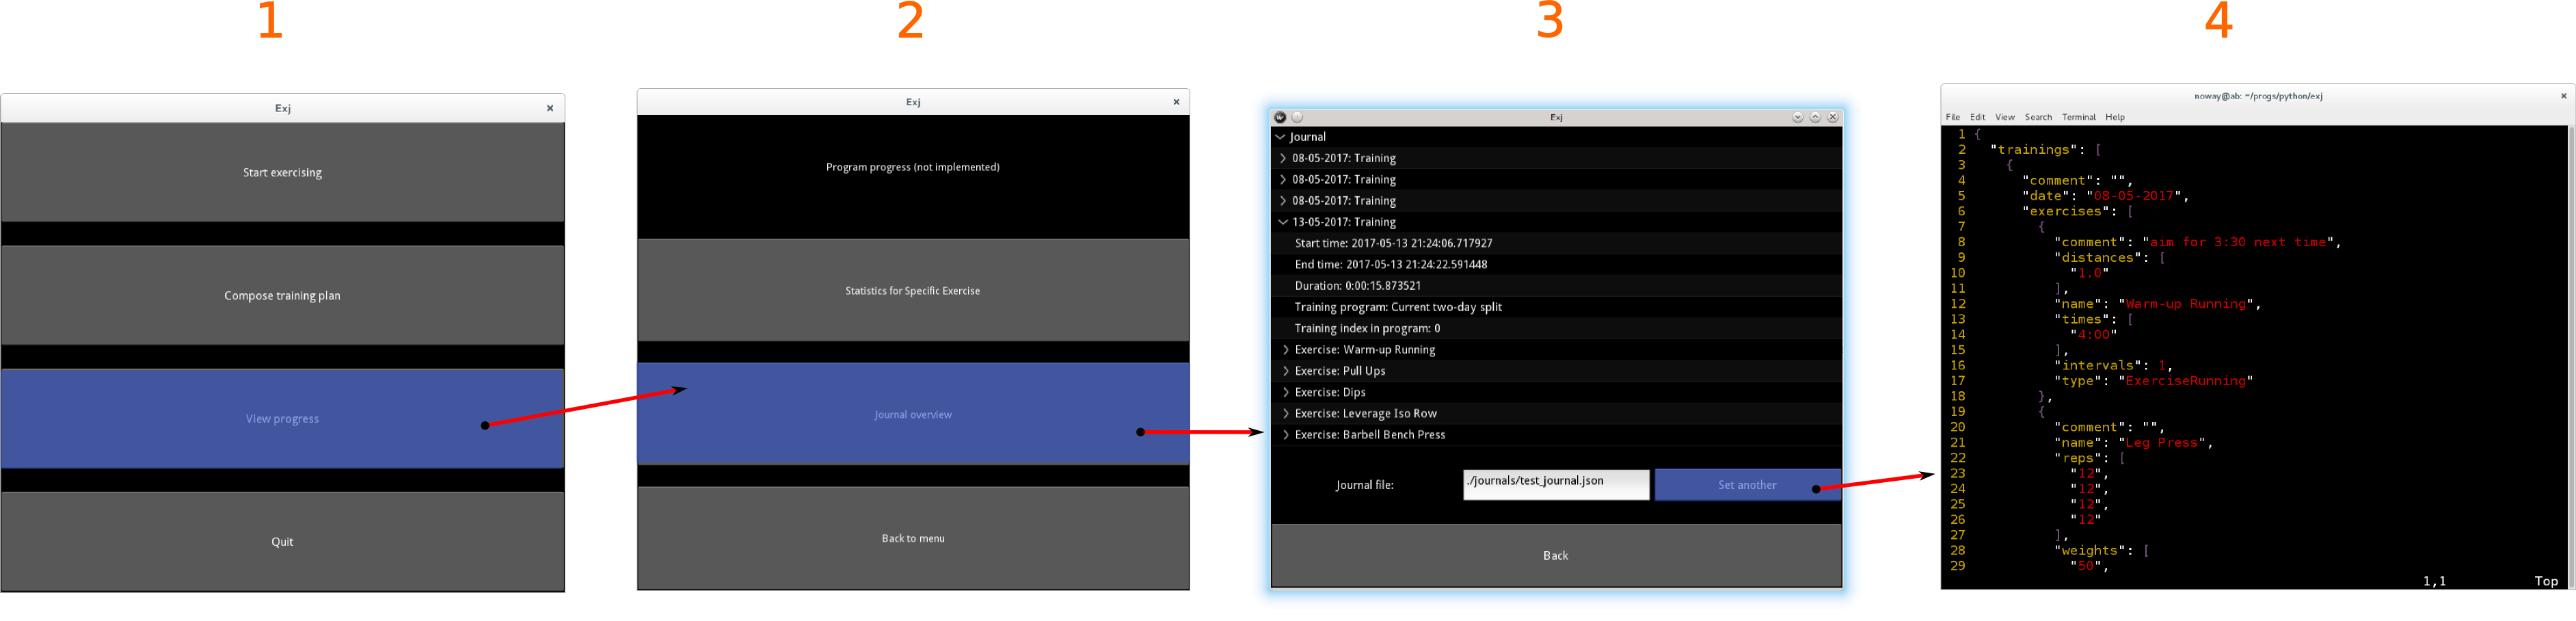 1
2
3
4
Exj
Start exercising
Compose training plan
View progress
Quit
Exj
Program progress (not implemented)
Statistics for Specific Exercise
Journal overview
Back to menu
Exj
Journal
08-05-2017: Training
08-05-2017: Training
08-05-2017: Training
13-05-2017: Training
Start time: 2017-05-13 21:24:06.717927
End time: 2017-05-13 21:24:22.591448
Duration: 0:00:15.873521
Training program: Current two-day split
Training index in program: 0
Exercise: Warm-up Running
Exercise: Pull Ups
Exercise: Dips
Exercise: Leverage Iso Row
Exercise: Barbell Bench Press
Journal file: ./journals/test_journal.json Set another
Back
noway@ab: ~/progs/python/exj
File Edit View Search Terminal Help
1 {
2 "trainings": [
3 {
4 "comment": "",
5 "date": "08-05-2017",
6 "exercises": [
7 {
8 "comment": "aim for 3:30 next time",
9 "distances": [
10 "1.0"
11 ],
12 "name": "Warm-up Running",
13 "times": [
14 "4:00"
15 ],
16 "intervals": 1,
17 "type": "ExerciseRunning"
18 },
19 {
20 "comment": "",
21 "name": "Leg Press",
22 "reps": [
23 "12",
24 "12",
25 "12",
26 "12"
27 ],
28 "weights": [
29 "50",
1,1 Top